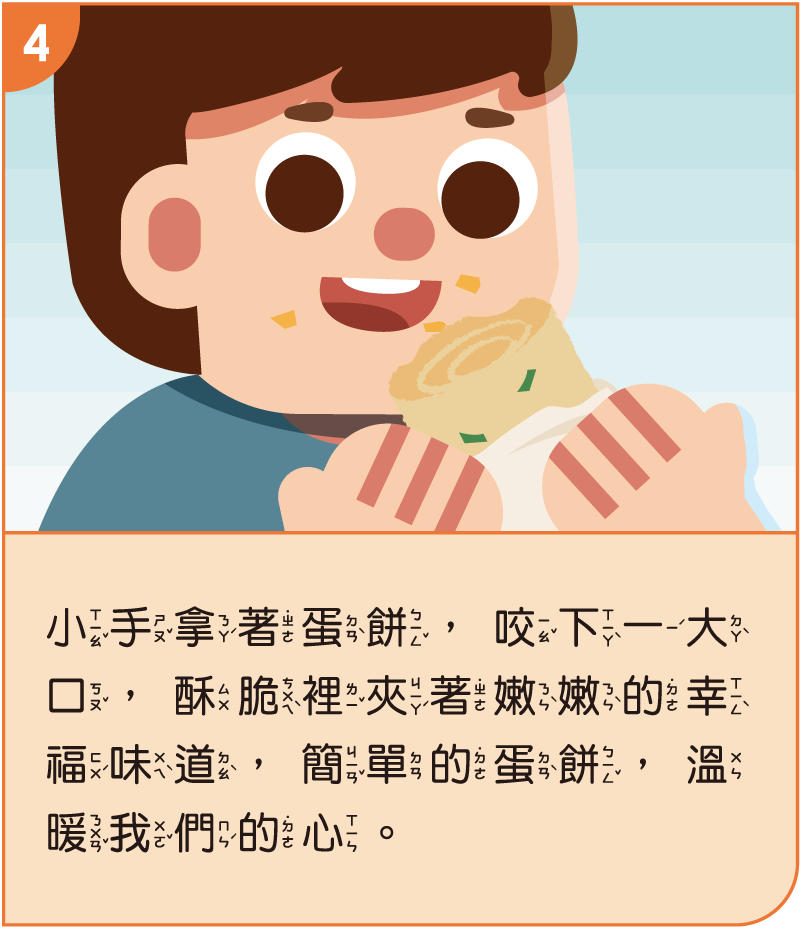 4
小手拿著蛋餅，咬下一大
口，酥脆裡夾著嫩嫩的幸
福味道，簡單的蛋餅，溫
暖我們的心。